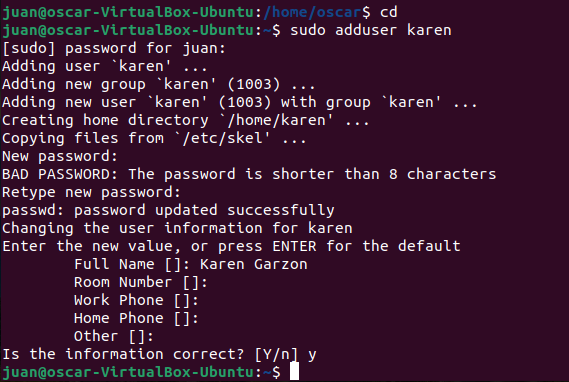 juan@oscar-VirtualBox-Ubuntu:/home/oscar$ cd
juan@oscar-VirtualBox-Ubuntu:~$ sudo adduser karen
[sudo] password for juan:
Adding user `karen' ...
Adding new group `karen' (1003) ...
Adding new user `karen' (1003) with group `karen' ...
Creating home directory `/home/karen' ...
Copying files from `/etc/skel' ...
New password:
BAD PASSWORD: The password is shorter than 8 characters
Retype new password:
passwd: password updated successfully
Changing the user information for karen
Enter the new value, or press ENTER for the default
        Full Name []: Karen Garzon
        Room Number []:
        Work Phone []:
        Home Phone []:
        Other []:
Is the information correct? [Y/n] y
juan@oscar-VirtualBox-Ubuntu:~$